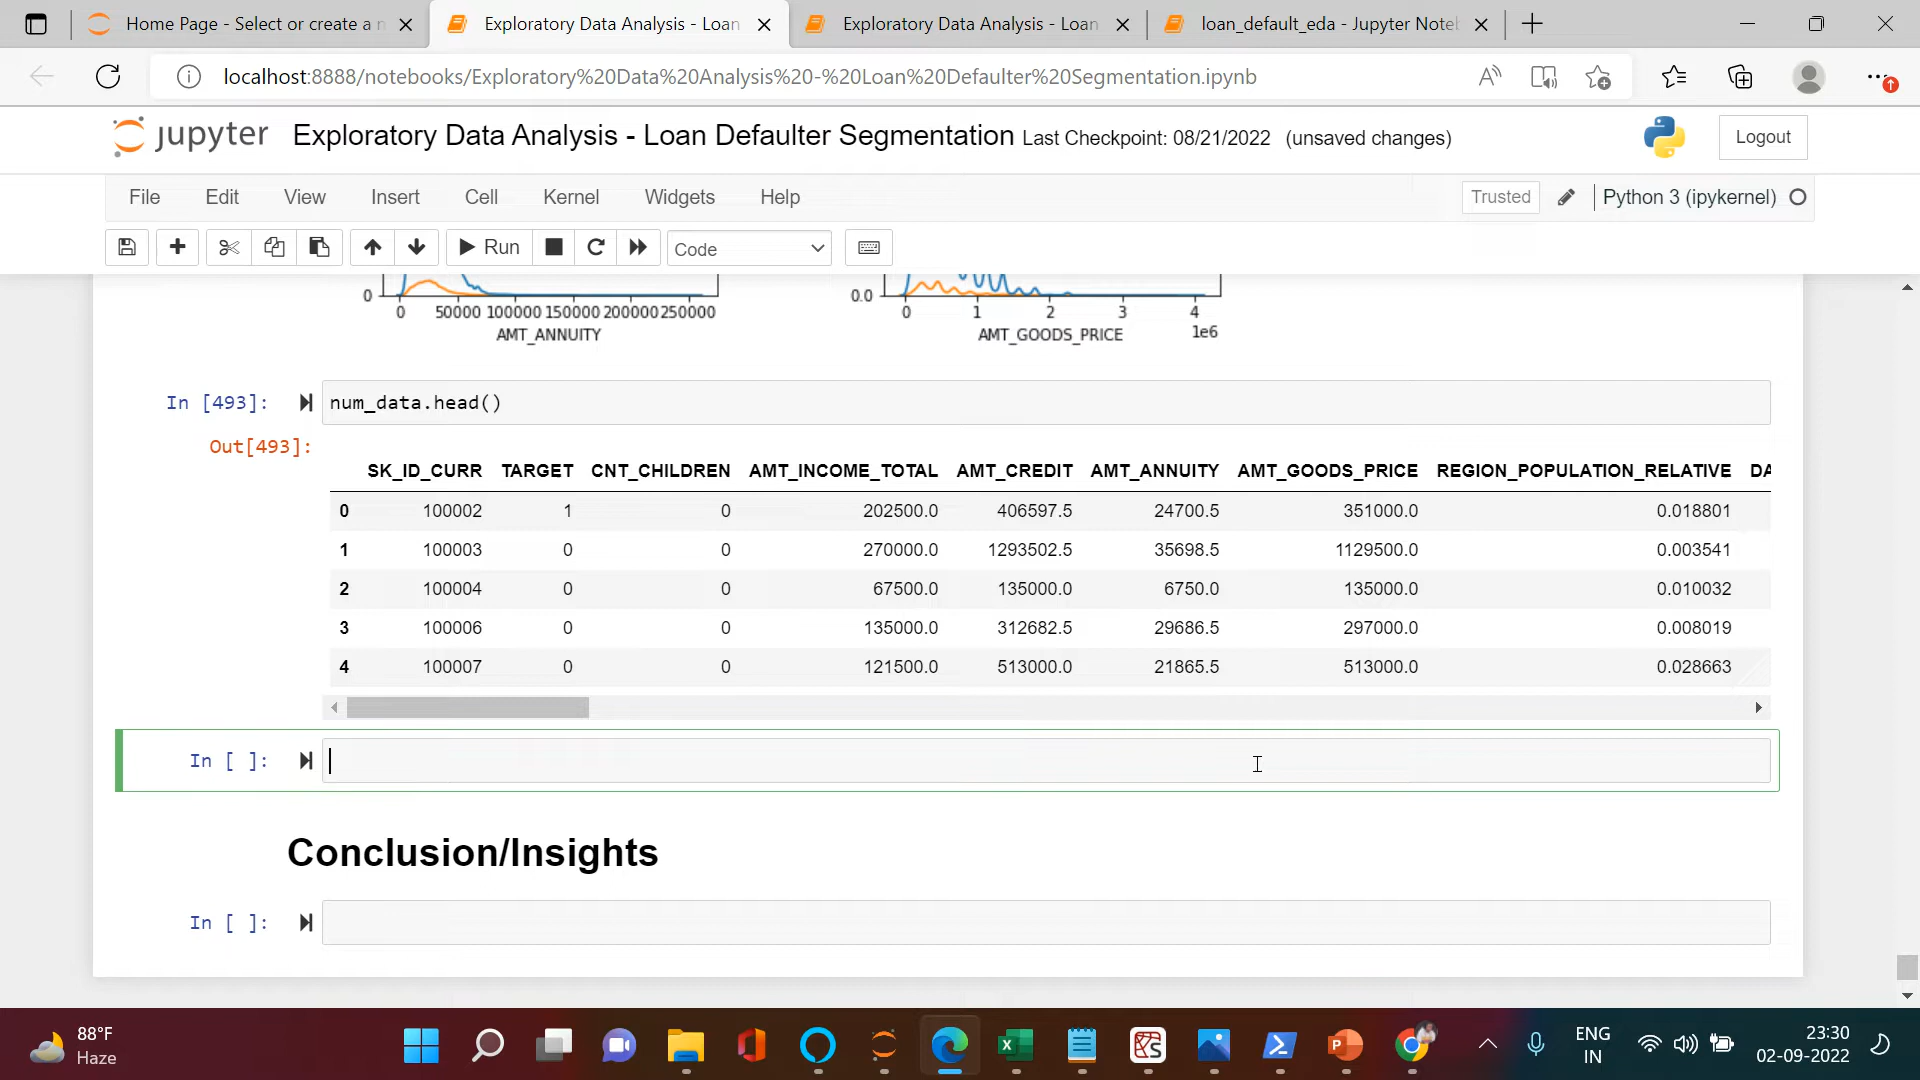 Home Page - Select or create a n
Exploratory Data Analysis - Loan
Exploratory Data Analysis - Loan
loan_default_eda - Jupyter Noteb
localhost:8888/notebooks/Exploratory%20Data%20Analysis%20-%20Loan%20Defaulter%20Segmentation.ipynb
jupyter Exploratory Data Analysis - Loan Defaulter Segmentation Last Checkpoint: 08/21/2022 (unsaved changes)
Logout
File Edit View Insert Cell Kernel Widgets Help
Trusted Python 3 (ipykernel)
Run Code
0 0.0
0 50000 100000 150000 200000 250000
0 1 2 3 4
AMT_ANNUITY
AMT_GOODS_PRICE 1e6
In [493]: num_data.head()
Out[493]:
SK_ID_CURR TARGET CNT_CHILDREN AMT_INCOME_TOTAL AMT_CREDIT AMT_ANNUITY AMT_GOODS_PRICE REGION_POPULATION_RELATIVE DA
0 100002 1 0 202500.0 406597.5 24700.5 351000.0 0.018801
1 100003 0 0 270000.0 1293502.5 35698.5 1129500.0 0.003541
2 100004 0 0 67500.0 135000.0 6750.0 135000.0 0.010032
3 100006 0 0 135000.0 312682.5 29686.5 297000.0 0.008019
4 100007 0 0 121500.0 513000.0 21865.5 513000.0 0.028663
In [ ]:
Conclusion/Insights
In [ ]:
88°F
Haze
ENG
IN
23:30
02-09-2022